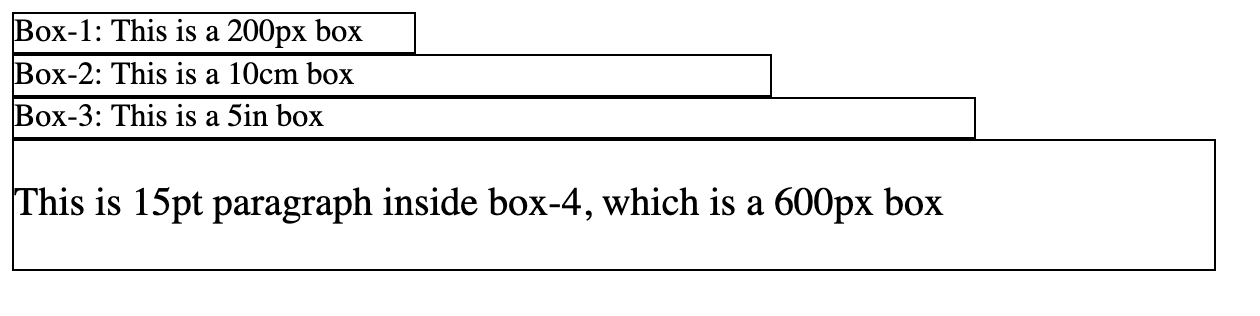 Box-1: This is a 200px box
Box-2: This is a 10cm box
Box-3: This is a 5in box
This is 15pt paragraph inside box-4, which is a 600px box